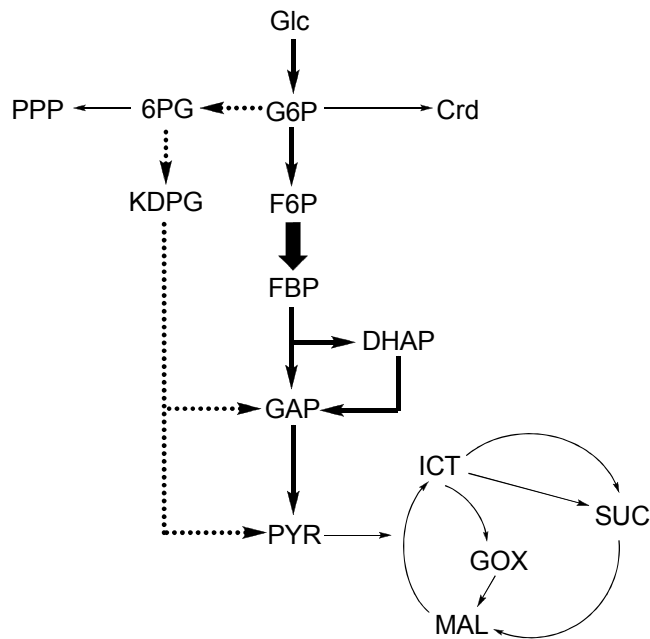 Glc
PPP 6PG G6P Crd
KDPG F6P
FBP
DHAP
GAP
ICT
SUC
PYR
GOX
MAL